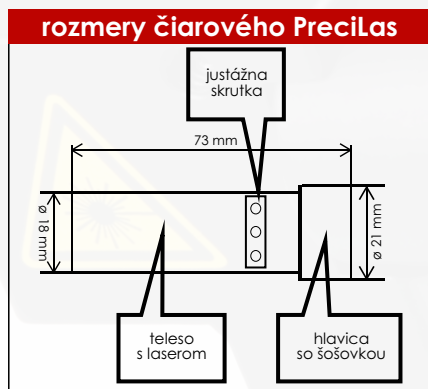 rozmery čiarového PreciLas
justážna
skrutka
73 mm
ø 18 mm
ø 21 mm
teleso
s laserom
hlavica
so šošovkou